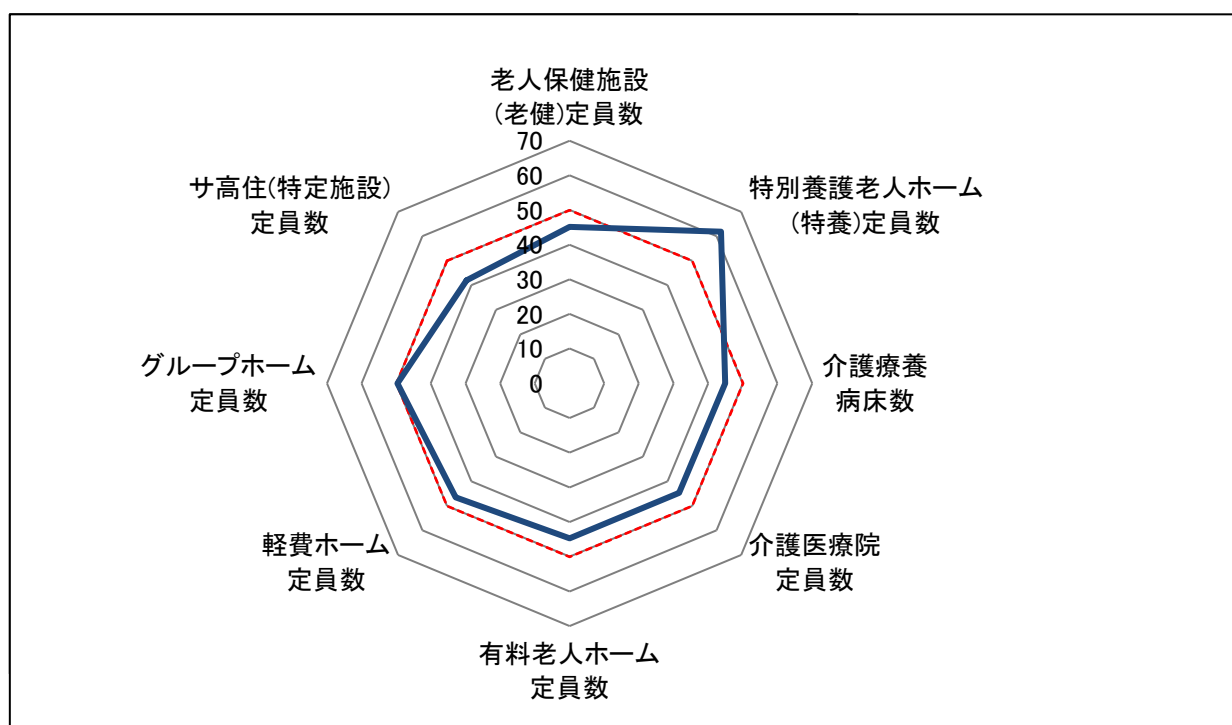 老人保健施設
(老健)定員数
70
60
50
40
30
20
10
0
特別養護老人ホーム
(特養)定員数
介護療養
病床数
介護医療院
定員数
有料老人ホーム
定員数
軽費ホーム
定員数
グループホーム
定員数
サ高住(特定施設)
定員数